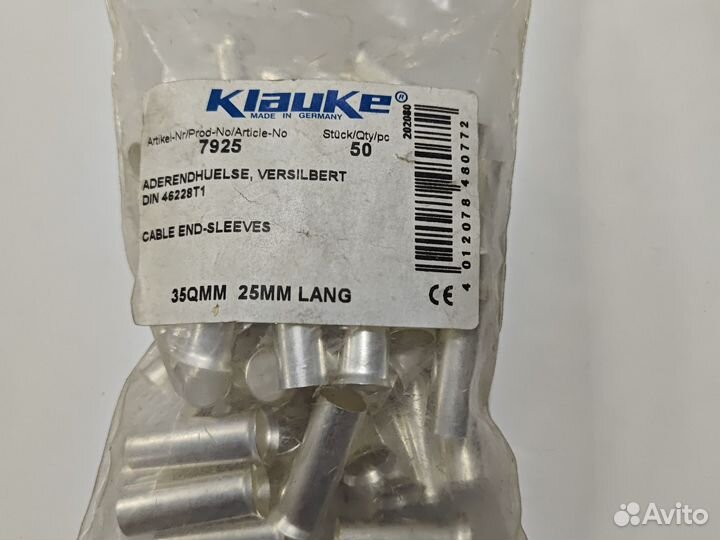 Klauke®
MADE IN GERMANY
Artikel-Nr/Prod-No/Article-No
7925
Stück/Qty/pc
50
ADERENDHUELSE, VERSILBERT
DIN 46228T1
CABLE END-SLEEVES
35QMM 25MM LANG
CE
202080
4 012078 480772
Avito